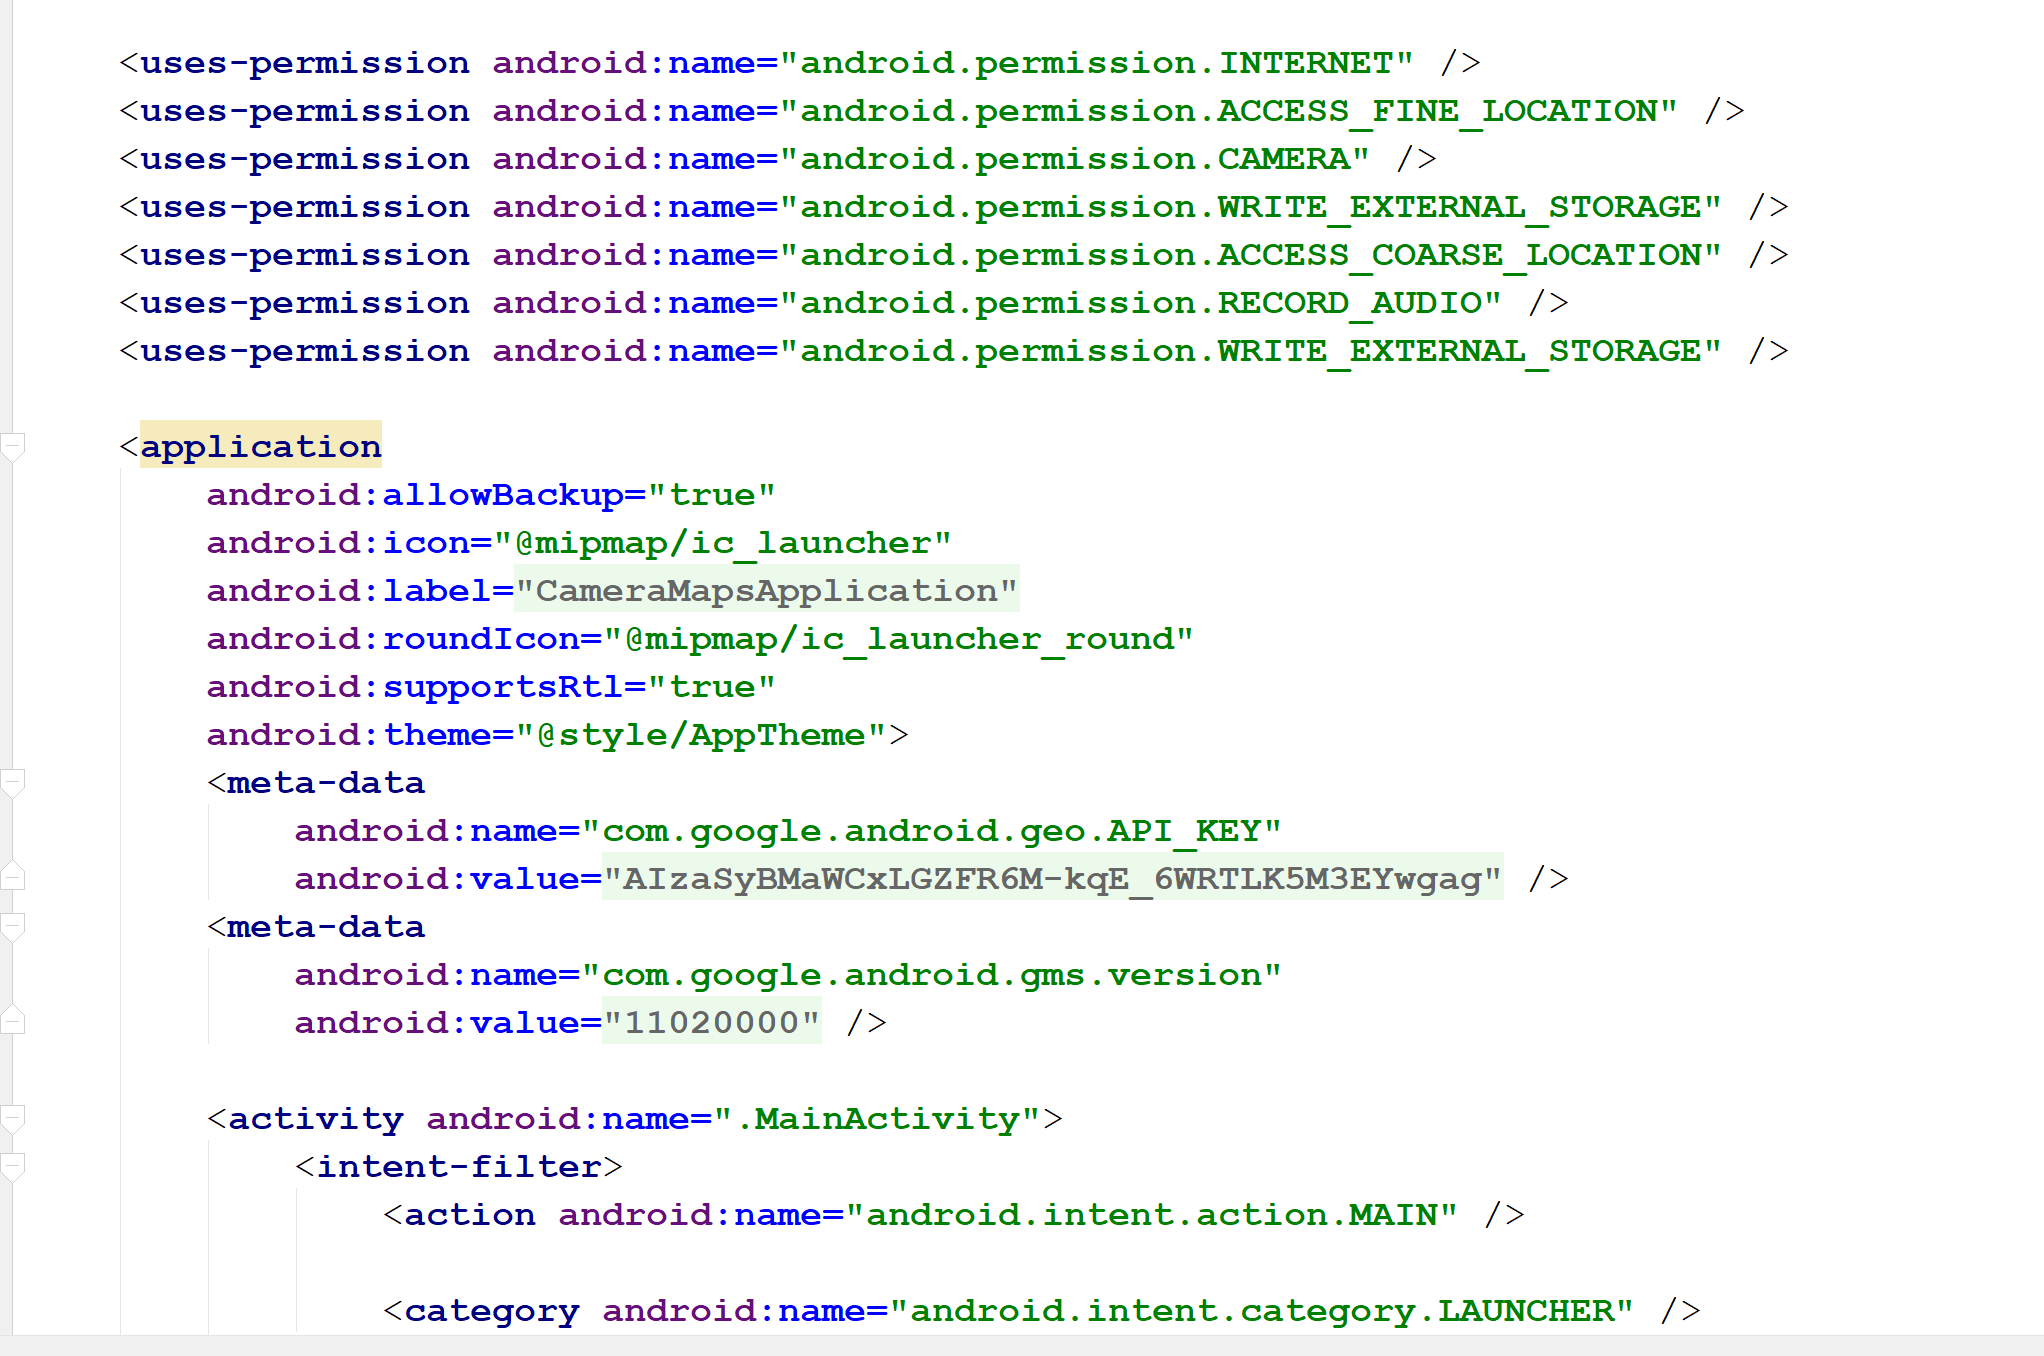 <uses-permission android:name="android.permission.INTERNET" />
<uses-permission android:name="android.permission.ACCESS_FINE_LOCATION" />
<uses-permission android:name="android.permission.CAMERA" />
<uses-permission android:name="android.permission.WRITE_EXTERNAL_STORAGE" />
<uses-permission android:name="android.permission.ACCESS_COARSE_LOCATION" />
<uses-permission android:name="android.permission.RECORD_AUDIO" />
<uses-permission android:name="android.permission.WRITE_EXTERNAL_STORAGE" />
<application
android:allowBackup="true"
android:icon="@mipmap/ic_launcher"
android:label="CameraMapsApplication"
android:roundIcon="@mipmap/ic_launcher_round"
android:supportsRtl="true"
android:theme="@style/AppTheme">
<meta-data
android:name="com.google.android.geo.API_KEY"
android:value="AIzaSyBMaWCxLGZFR6M-kqE_6WRTLK5M3EYwgag" />
<meta-data
android:name="com.google.android.gms.version"
android:value="11020000" />
<activity android:name=".MainActivity">
<intent-filter>
<action android:name="android.intent.action.MAIN" />
<category android:name="android.intent.category.LAUNCHER" />